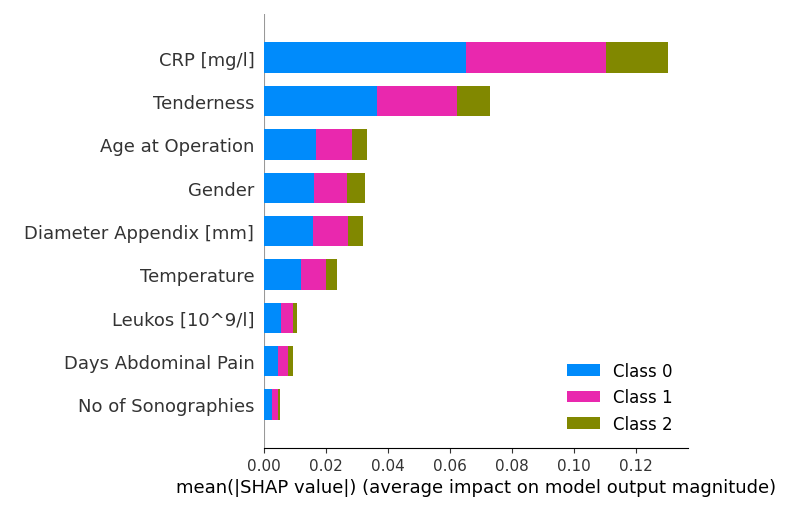 CRP [mg/l]
Tenderness
Age at Operation
Gender
Diameter Appendix [mm]
Temperature
Leukos [10^9/l]
Days Abdominal Pain
No of Sonographies
Class 0
Class 1
Class 2
0.00 0.02 0.04 0.06 0.08 0.10 0.12
mean(|SHAP value|) (average impact on model output magnitude)